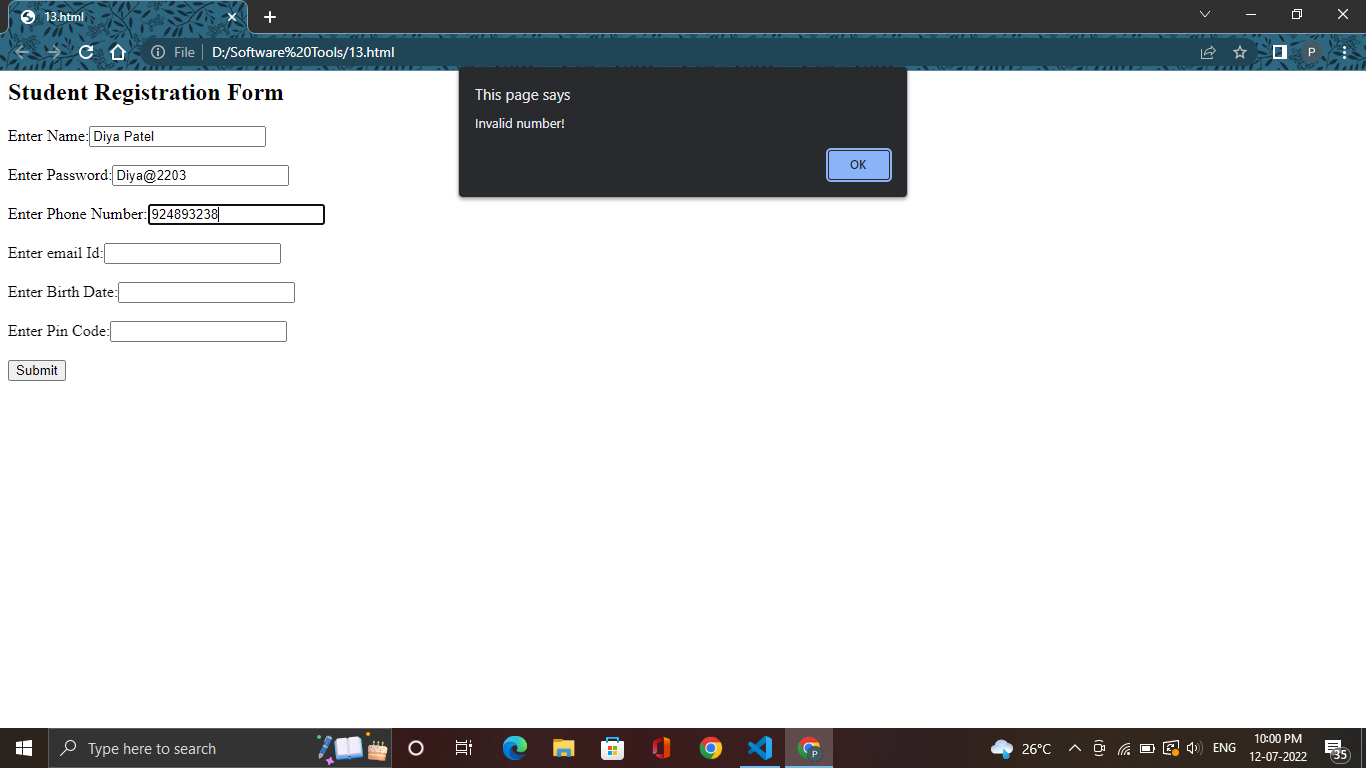 13.html
File
D:/Software%20Tools/13.html
P
Student Registration Form
This page says
Invalid number!
OK
Enter Name:
Diya Patel
Enter Password:
Diya@2203
Enter Phone Number:
924893238
Enter email Id:
Enter Birth Date:
Enter Pin Code:
Submit
Type here to search
P
26°C
ENG
10:00 PM
12-07-2022
35